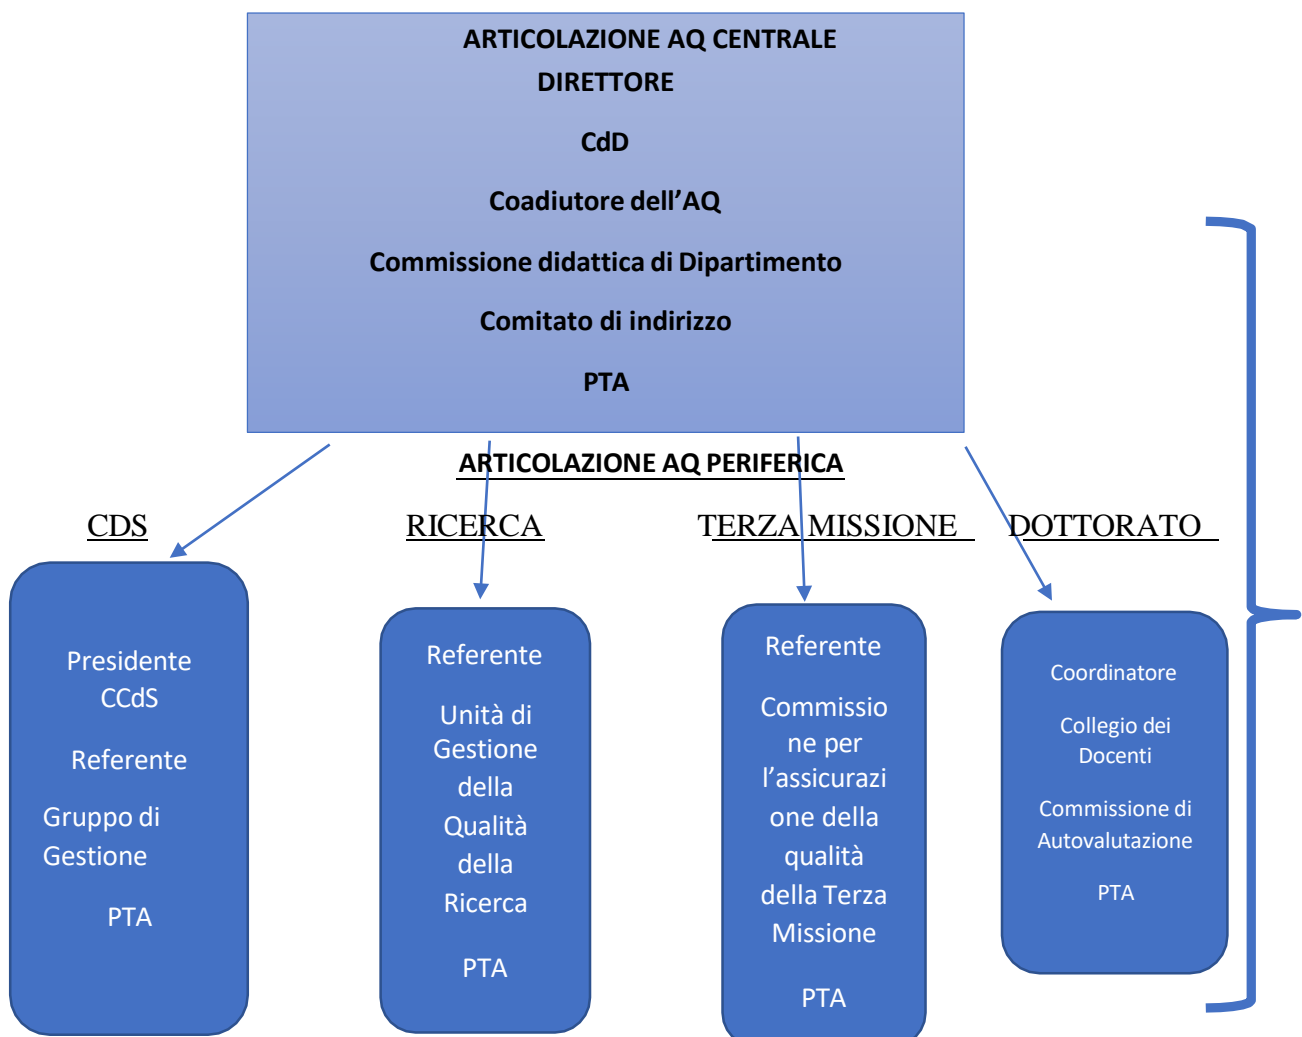 ARTICOLAZIONE AQ CENTRALE
DIRETTORE
CdD
Coadiutore dell’AQ
Commissione didattica di Dipartimento
Comitato di indirizzo
PTA
ARTICOLAZIONE AQ PERIFERICA
CDS
RICERCA
TERZA MISSIONE
DOTTORATO
Presidente
CCdS
Referente
Gruppo di
Gestione
PTA
Referente
Unità di
Gestione
della
Qualità
della
Ricerca
PTA
Referente
Commissio
ne per
l’assicurazi
one della
qualità
della Terza
Missione
PTA
Coordinatore
Collegio dei
Docenti
Commissione di
Autovalutazione
PTA